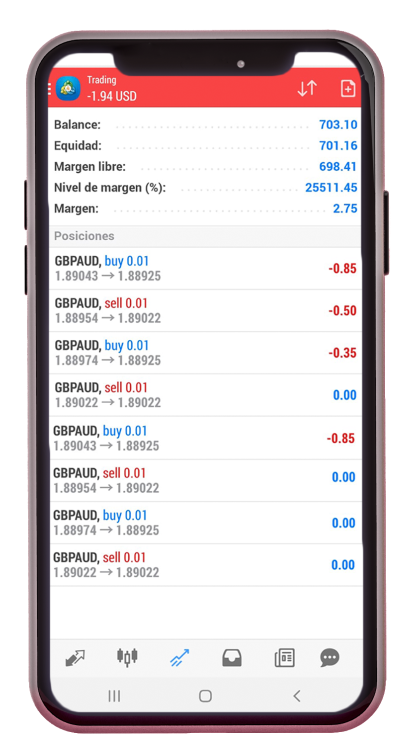 Trading
-1.94 USD
Balance: 703.10
Equidad: 701.16
Margen libre: 698.41
Nivel de margen (%): 25511.45
Margen: 2.75
Posiciones
GBPAUD, buy 0.01
1.89043 → 1.88925 -0.85
GBPAUD, sell 0.01
1.88954 → 1.89022 -0.50
GBPAUD, buy 0.01
1.88974 → 1.88925 -0.35
GBPAUD, sell 0.01
1.89022 → 1.89022 0.00
GBPAUD, buy 0.01
1.89043 → 1.88925 -0.85
GBPAUD, sell 0.01
1.88954 → 1.89022 0.00
GBPAUD, buy 0.01
1.88974 → 1.88925 0.00
GBPAUD, sell 0.01
1.89022 → 1.89022 0.00